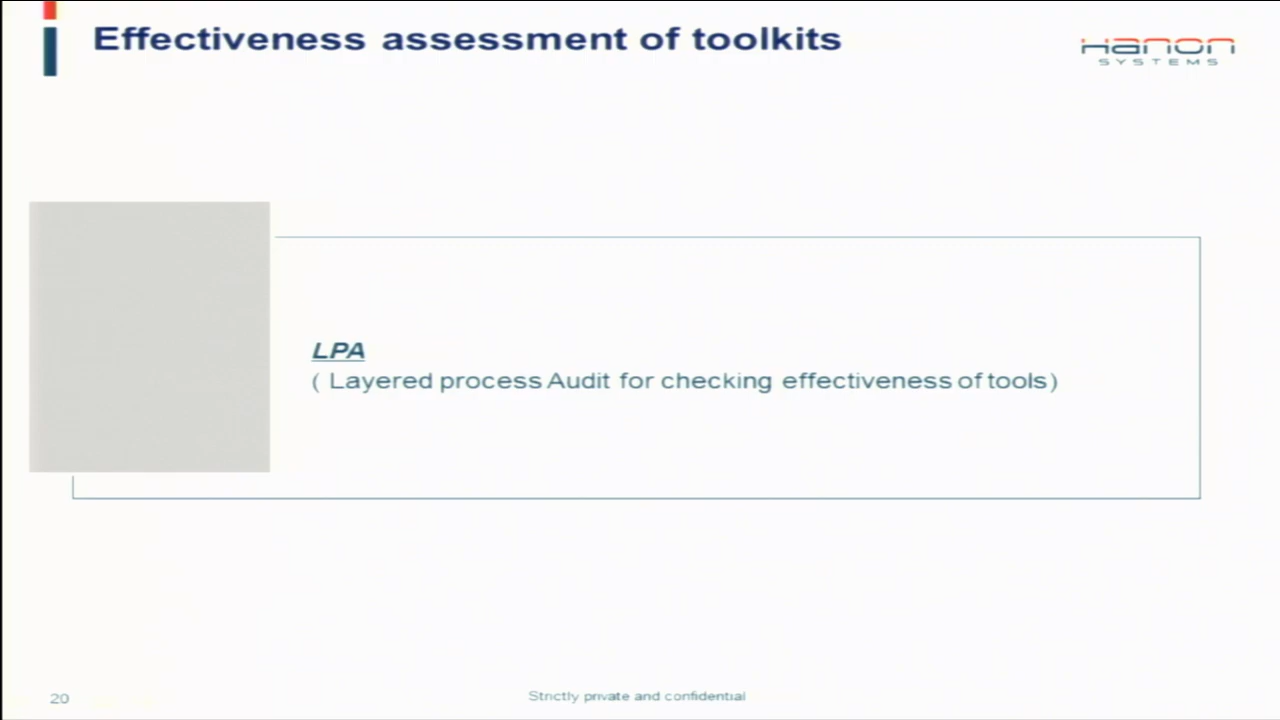 Effectiveness assessment of toolkits
Hanon
SYSTEMS
LPA
( Layered process Audit for checking effectiveness of tools)
20
Strictly private and confidential